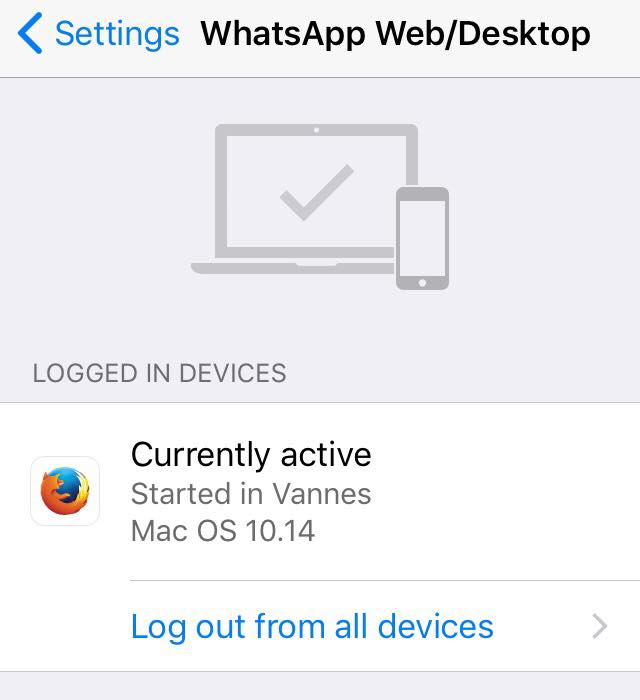 Settings WhatsApp Web/Desktop
LOGGED IN DEVICES
Currently active
Started in Vannes
Mac OS 10.14
Log out from all devices